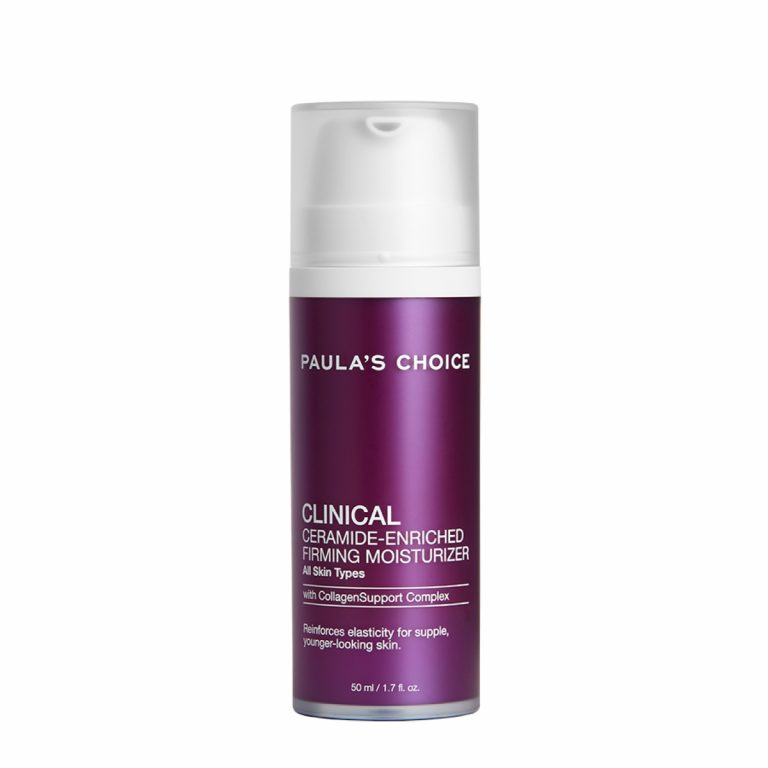 PAULA'S CHOICE
CLINICAL
CERAMIDE-ENRICHED
FIRMING MOISTURIZER
All Skin Types
with CollagenSupport Complex
Reinforces elasticity for supple,
younger-looking skin.
50 ml / 1.7 fl. oz.